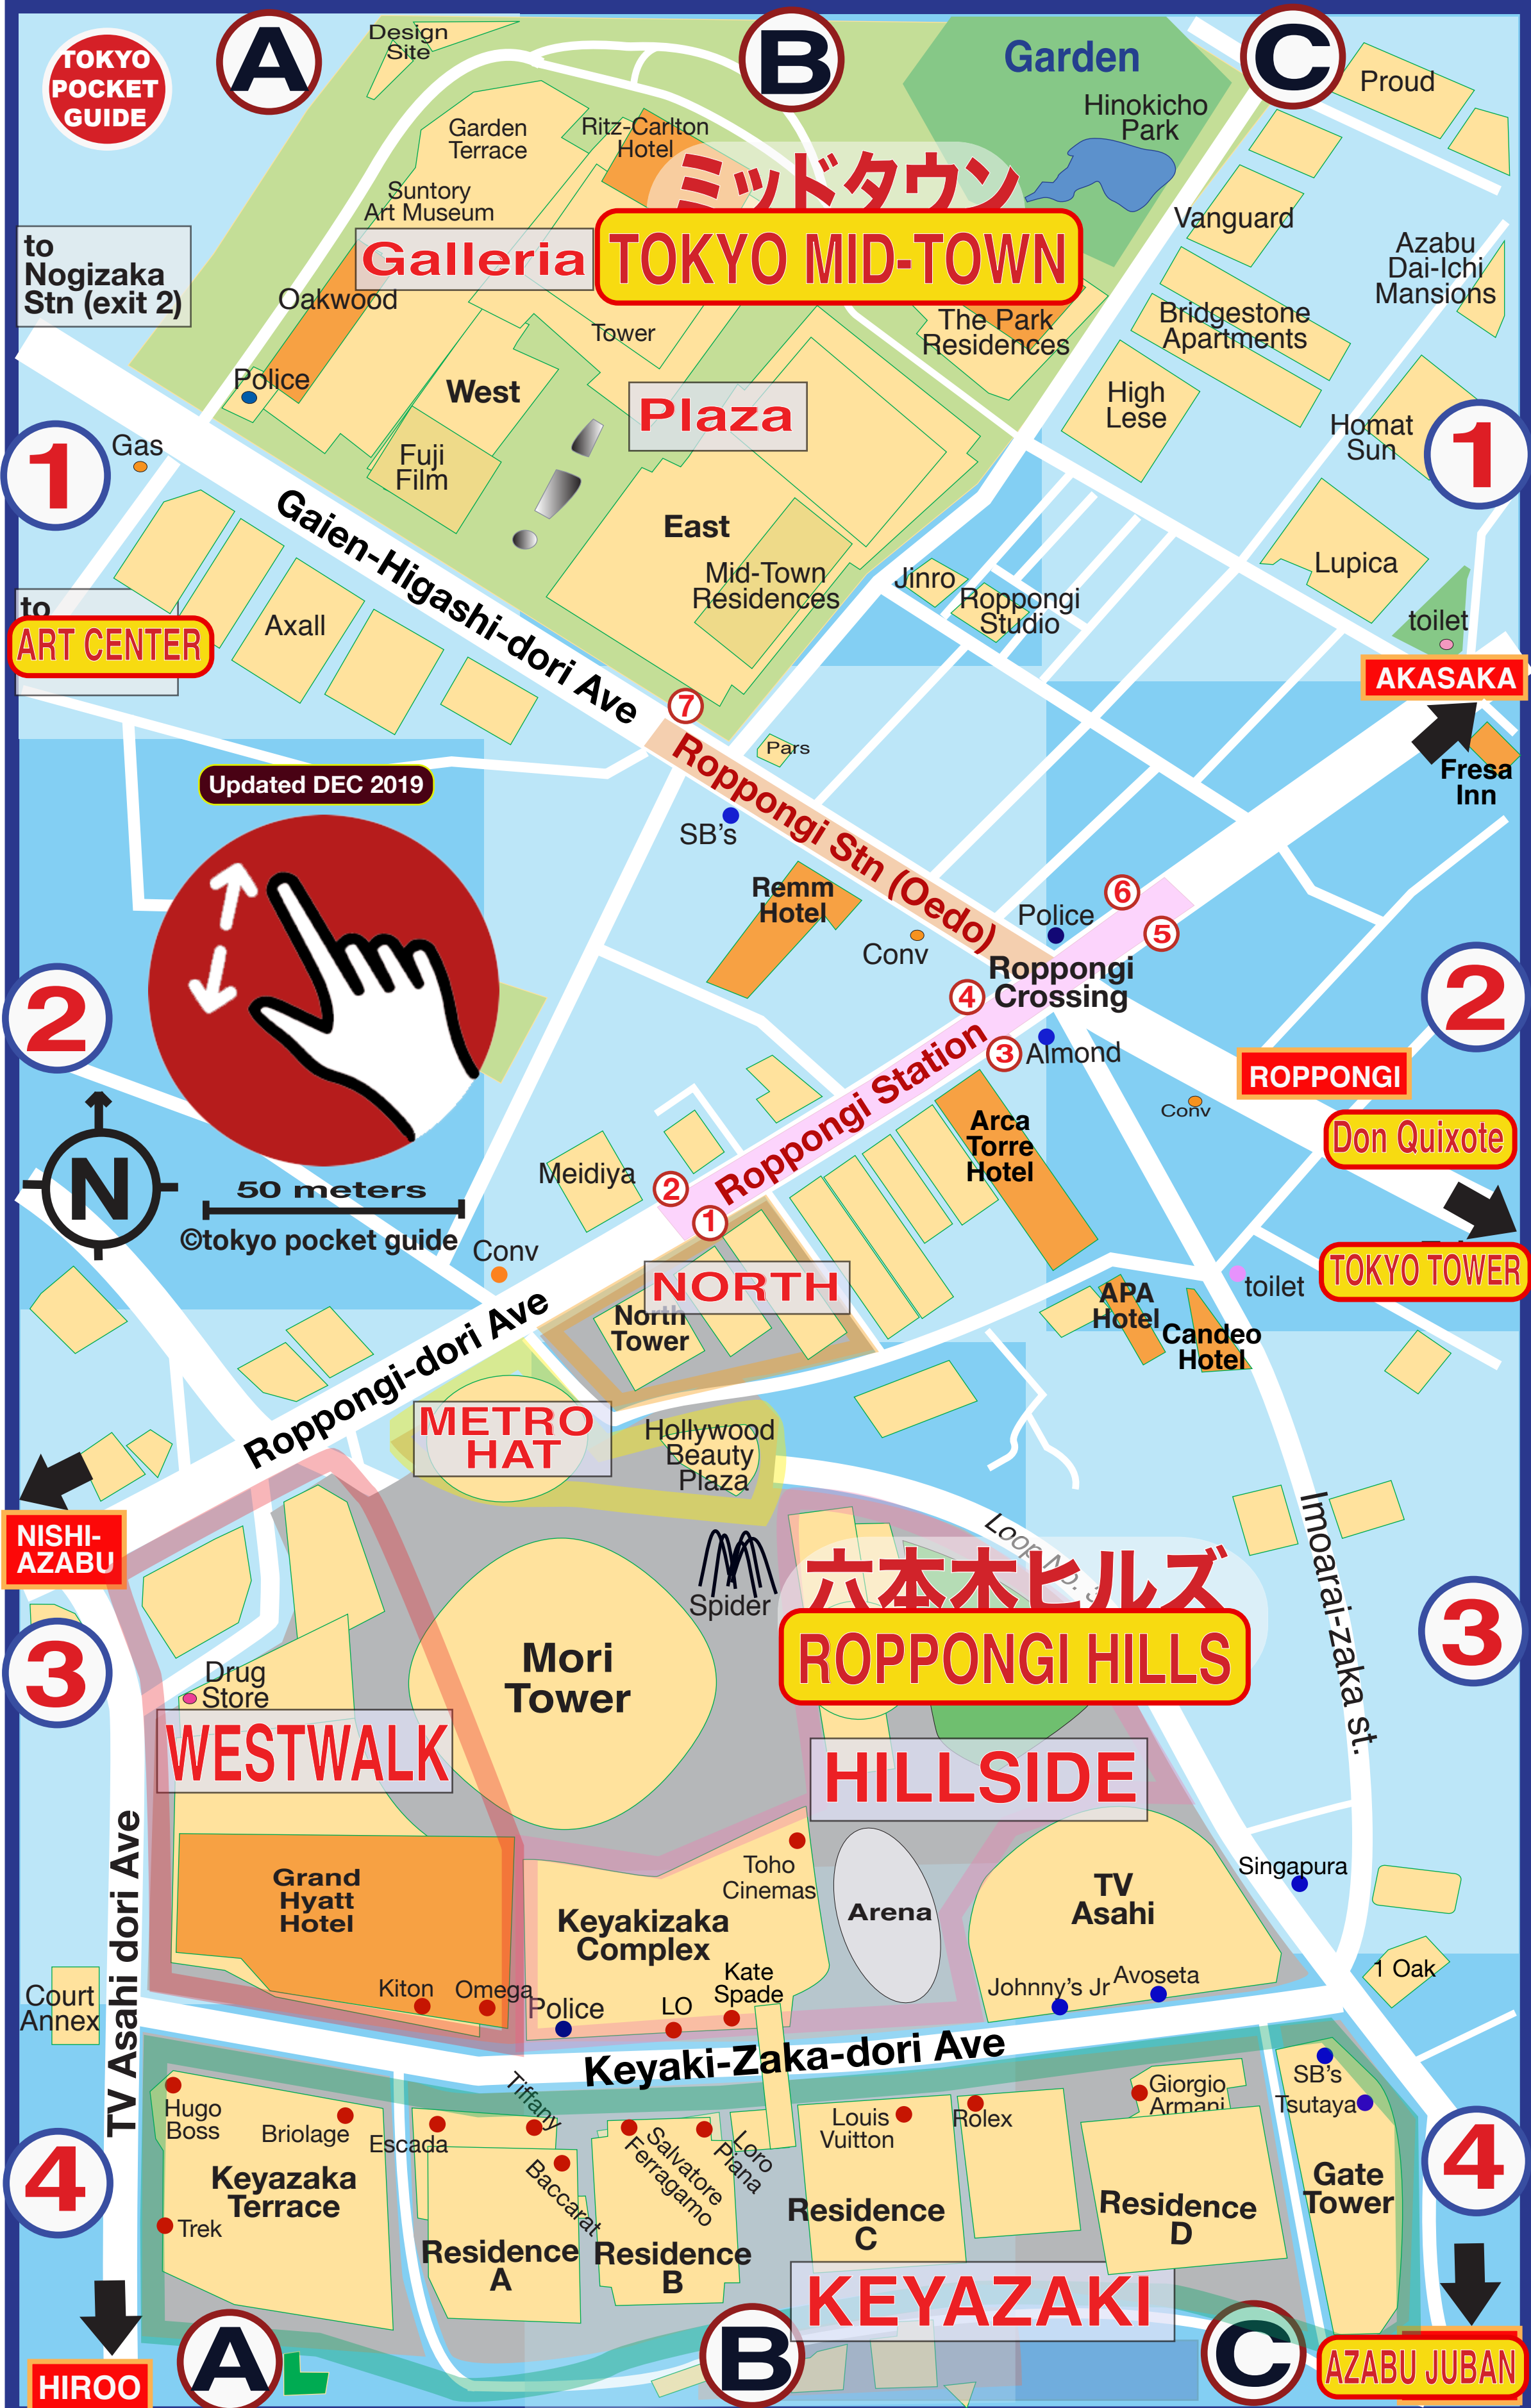 TOKYO
POCKET
GUIDE
A
B
C
Design
Site
Garden
Hinokicho
Park
Proud
Garden
Terrace
Ritz-Carlton
Hotel
Suntory
Art Museum
ミッドタウン
TOKYO MID-TOWN
Galleria
Vanguard
Azabu
Dai-Ichi
Mansions
to
Nogizaka
Stn (exit 2)
Oakwood
Tower
The Park
Residences
Bridgestone
Apartments
Police
West
Plaza
High
Lese
Homat
Sun
1
Gas
Fuji
Film
1
Gaien-Higashi-dori Ave
East
Mid-Town
Residences
Jinro
Roppongi
Studio
Lupica
toilet
to
ART CENTER
Axall
AKASAKA
7
Pars
Roppongi Stn (Oedo)
Updated DEC 2019
SB's
Fresa
Inn
Remm
Hotel
Conv
Police
6
5
Roppongi
Crossing
4
3
Almond
2
2
ROPPONGI
Conv
Don Quixote
Roppongi Station
Arca
Torre
Hotel
Meidiya
2
1
N
50 meters
©tokyo pocket guide
Conv
TOKYO TOWER
toilet
NORTH
North
Tower
APA
Hotel
Candeo
Hotel
Roppongi-dori Ave
METRO
HAT
Hollywood
Beauty
Plaza
NISHI-
AZABU
Spider
Loop No. 3
Imoarai-zaka st.
六本木ヒルズ
ROPPONGI HILLS
3
3
Mori
Tower
Drug
Store
WESTWALK
HILLSIDE
TV Asahi dori Ave
Grand
Hyatt
Hotel
Toho
Cinemas
Keyakizaka
Complex
Arena
TV
Asahi
Singapura
Kiton
Omega
Police
LO
Kate
Spade
Johnny's Jr
Avoseta
1 Oak
Court
Annex
Keyaki-Zaka-dori Ave
Hugo
Boss
Briolage
Escada
Tiffany
Baccarat
Salvatore
Ferragamo
Loro
Piana
Louis
Vuitton
Rolex
Giorgio
Armani
SB's
Tsutaya
4
4
Keyazaka
Terrace
Trek
Residence
A
Residence
B
Residence
C
Residence
D
Gate
Tower
KEYAZAKI
HIROO
A
B
C
AZABU JUBAN